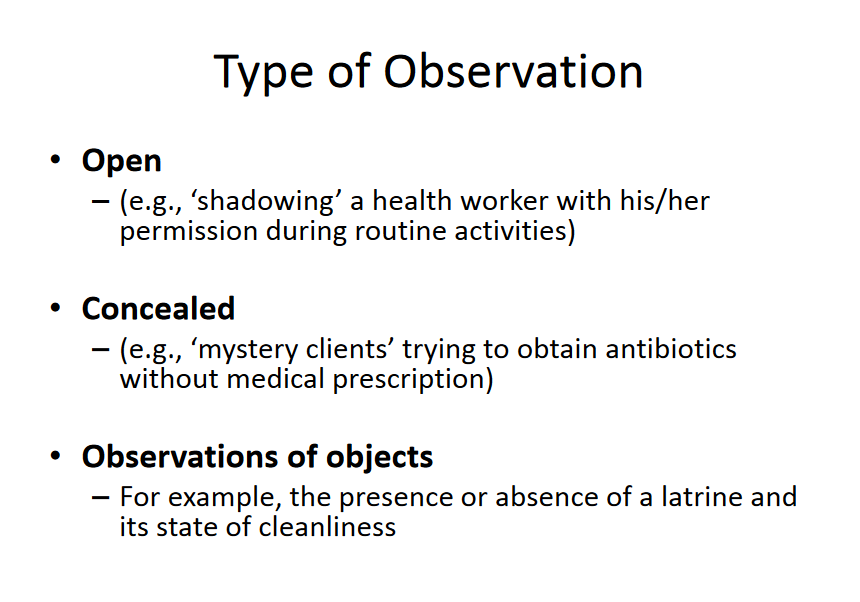 Type of Observation
• Open
– (e.g., ‘shadowing’ a health worker with his/her
permission during routine activities)
• Concealed
– (e.g., ‘mystery clients’ trying to obtain antibiotics
without medical prescription)
• Observations of objects
– For example, the presence or absence of a latrine and
its state of cleanliness